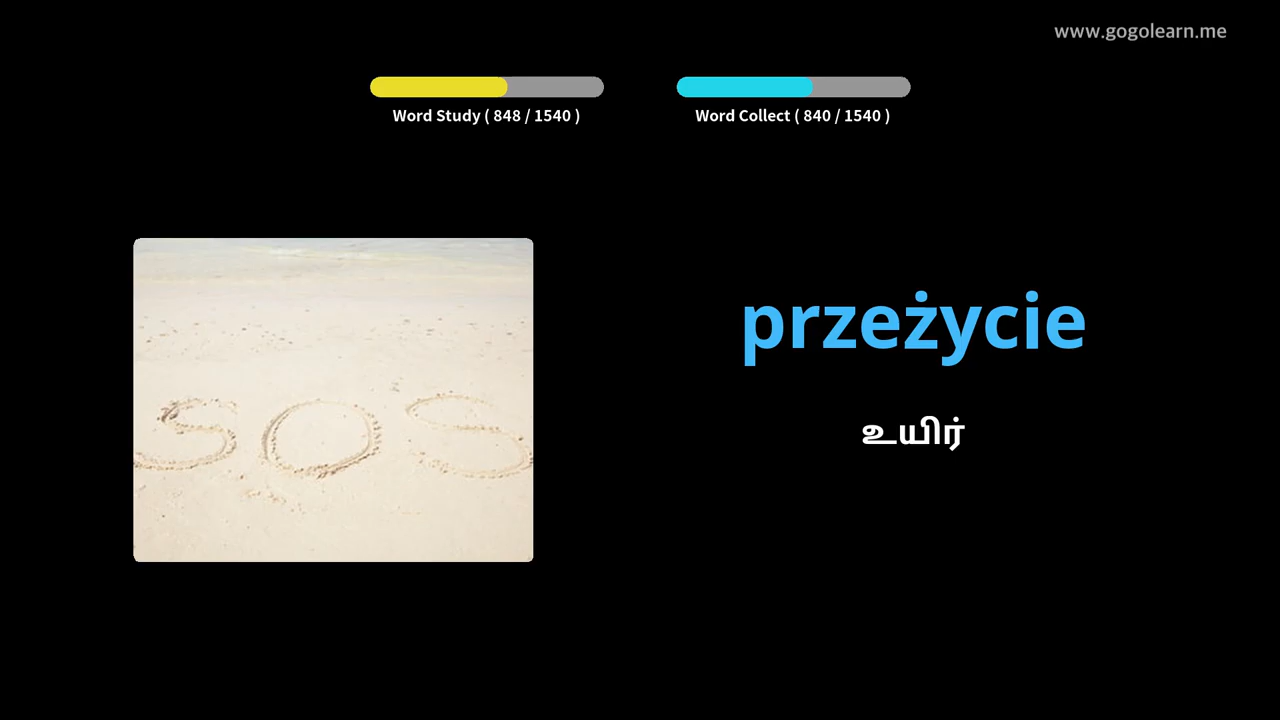 www.gogolearn.me
Word Study ( 848 / 1540 )
Word Collect ( 840 / 1540 )
SOS
przeżycie
உயிர்